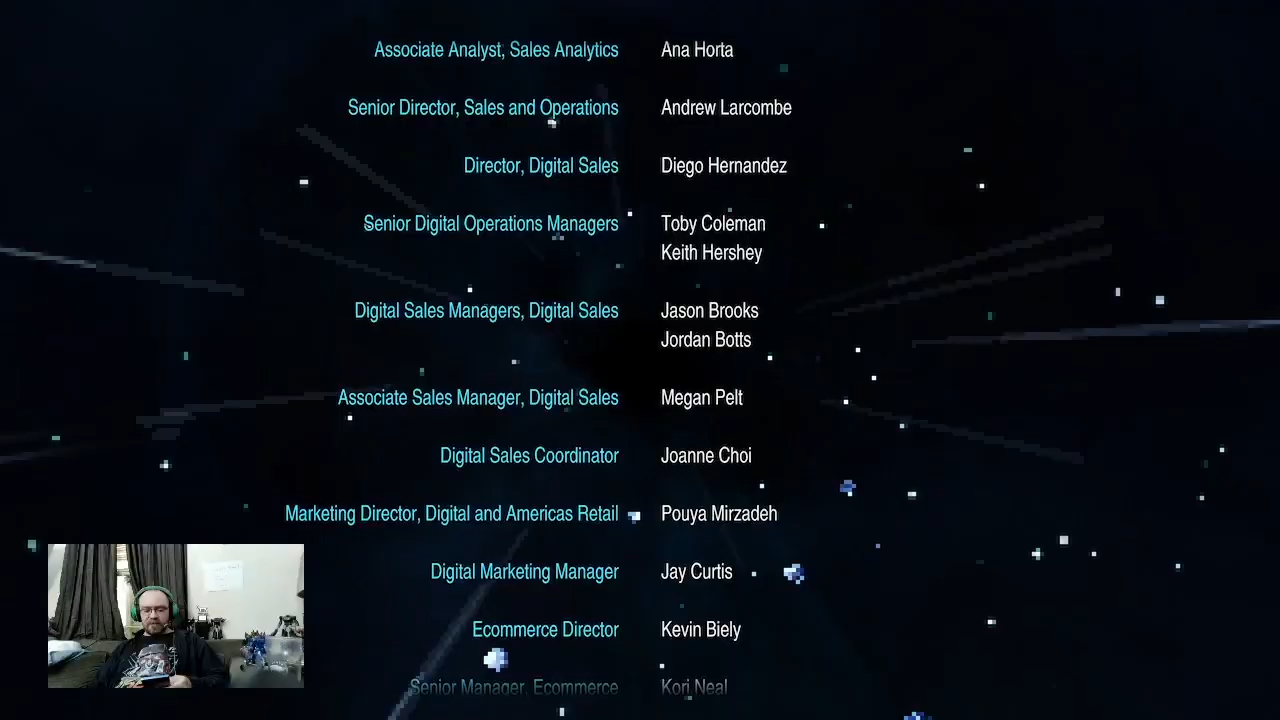 Associate Analyst, Sales Analytics Ana Horta
Senior Director, Sales and Operations Andrew Larcombe
Director, Digital Sales Diego Hernandez
Senior Digital Operations Managers Toby Coleman
Keith Hershey
Digital Sales Managers, Digital Sales Jason Brooks
Jordan Botts
Associate Sales Manager, Digital Sales Megan Pelt
Digital Sales Coordinator Joanne Choi
Marketing Director, Digital and Americas Retail Pouya Mirzadeh
Digital Marketing Manager Jay Curtis
Ecommerce Director Kevin Biely
Senior Manager, Ecommerce Kori Neal